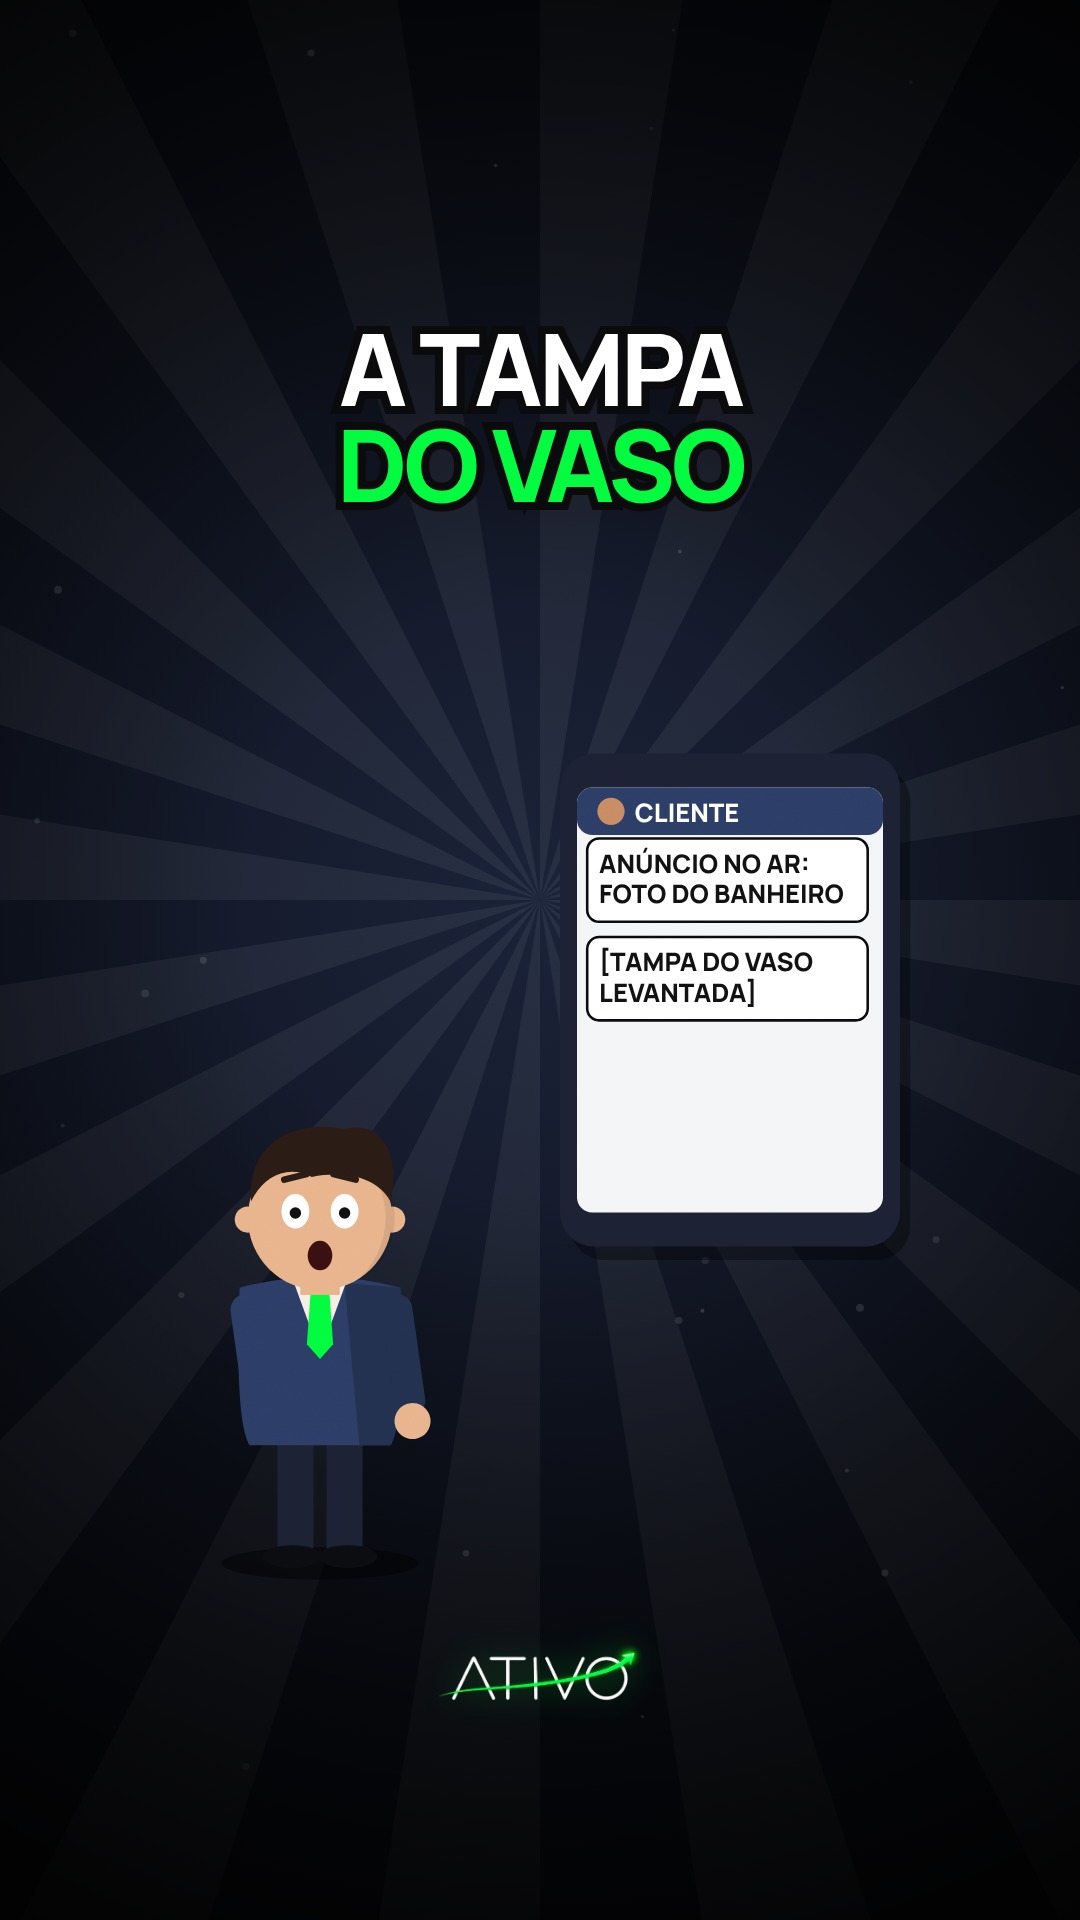 A TAMPA
DO VASO
CLIENTE
ANÚNCIO NO AR:
FOTO DO BANHEIRO
[TAMPA DO VASO
LEVANTADA]
ATIVO